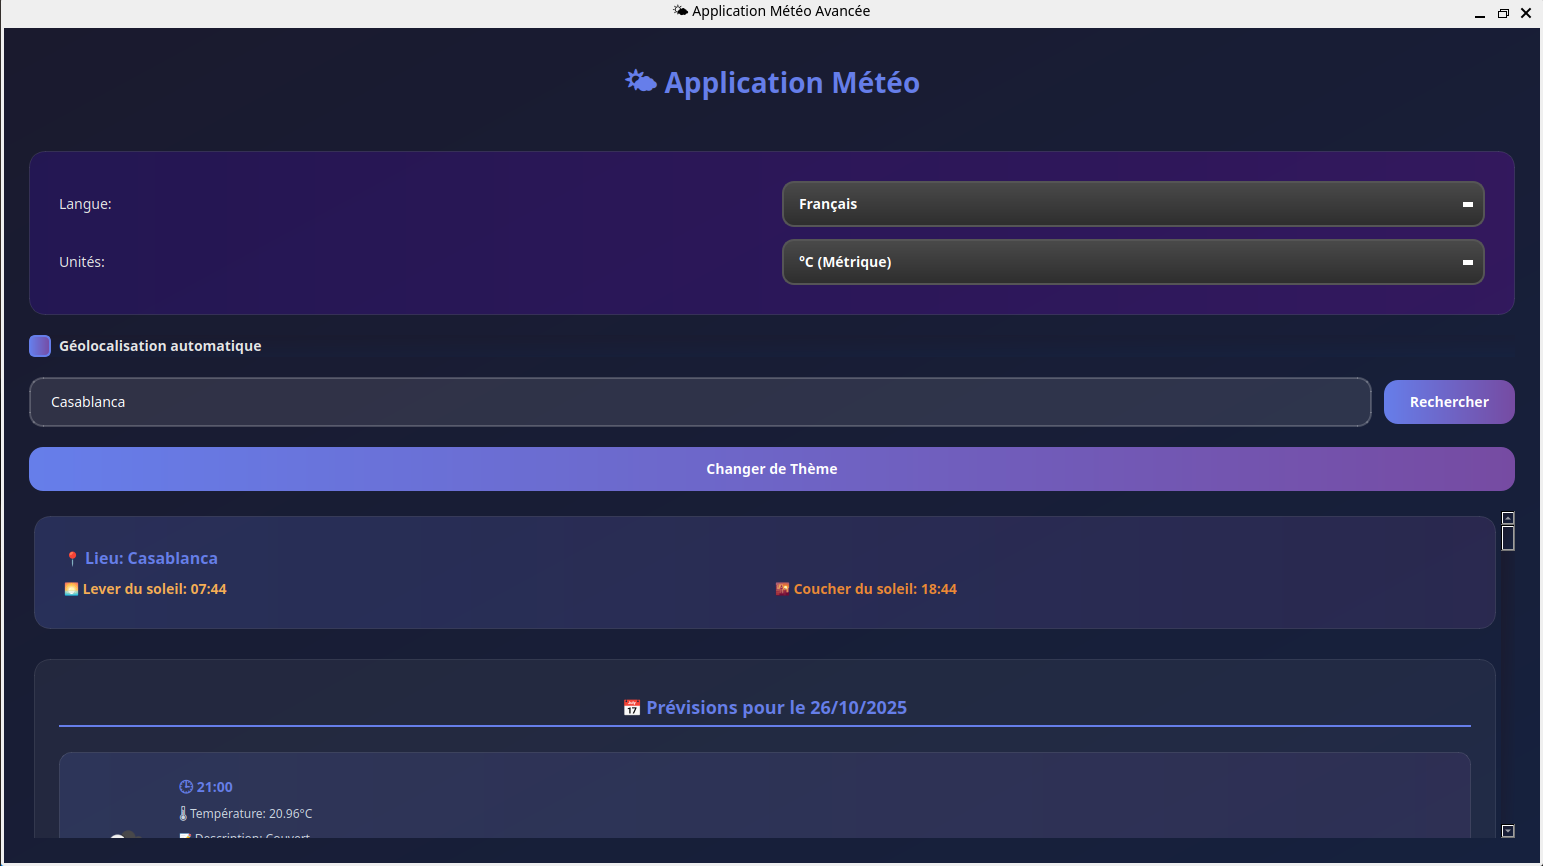 Application Météo Avancée
Application Météo
Langue:
Français
Unités:
°C (Métrique)
Géolocalisation automatique
Casablanca
Rechercher
Changer de Thème
Lieu: Casablanca
Lever du soleil: 07:44
Coucher du soleil: 18:44
Prévisions pour le 26/10/2025
21:00
Température: 20.96°C
Description: Couvert